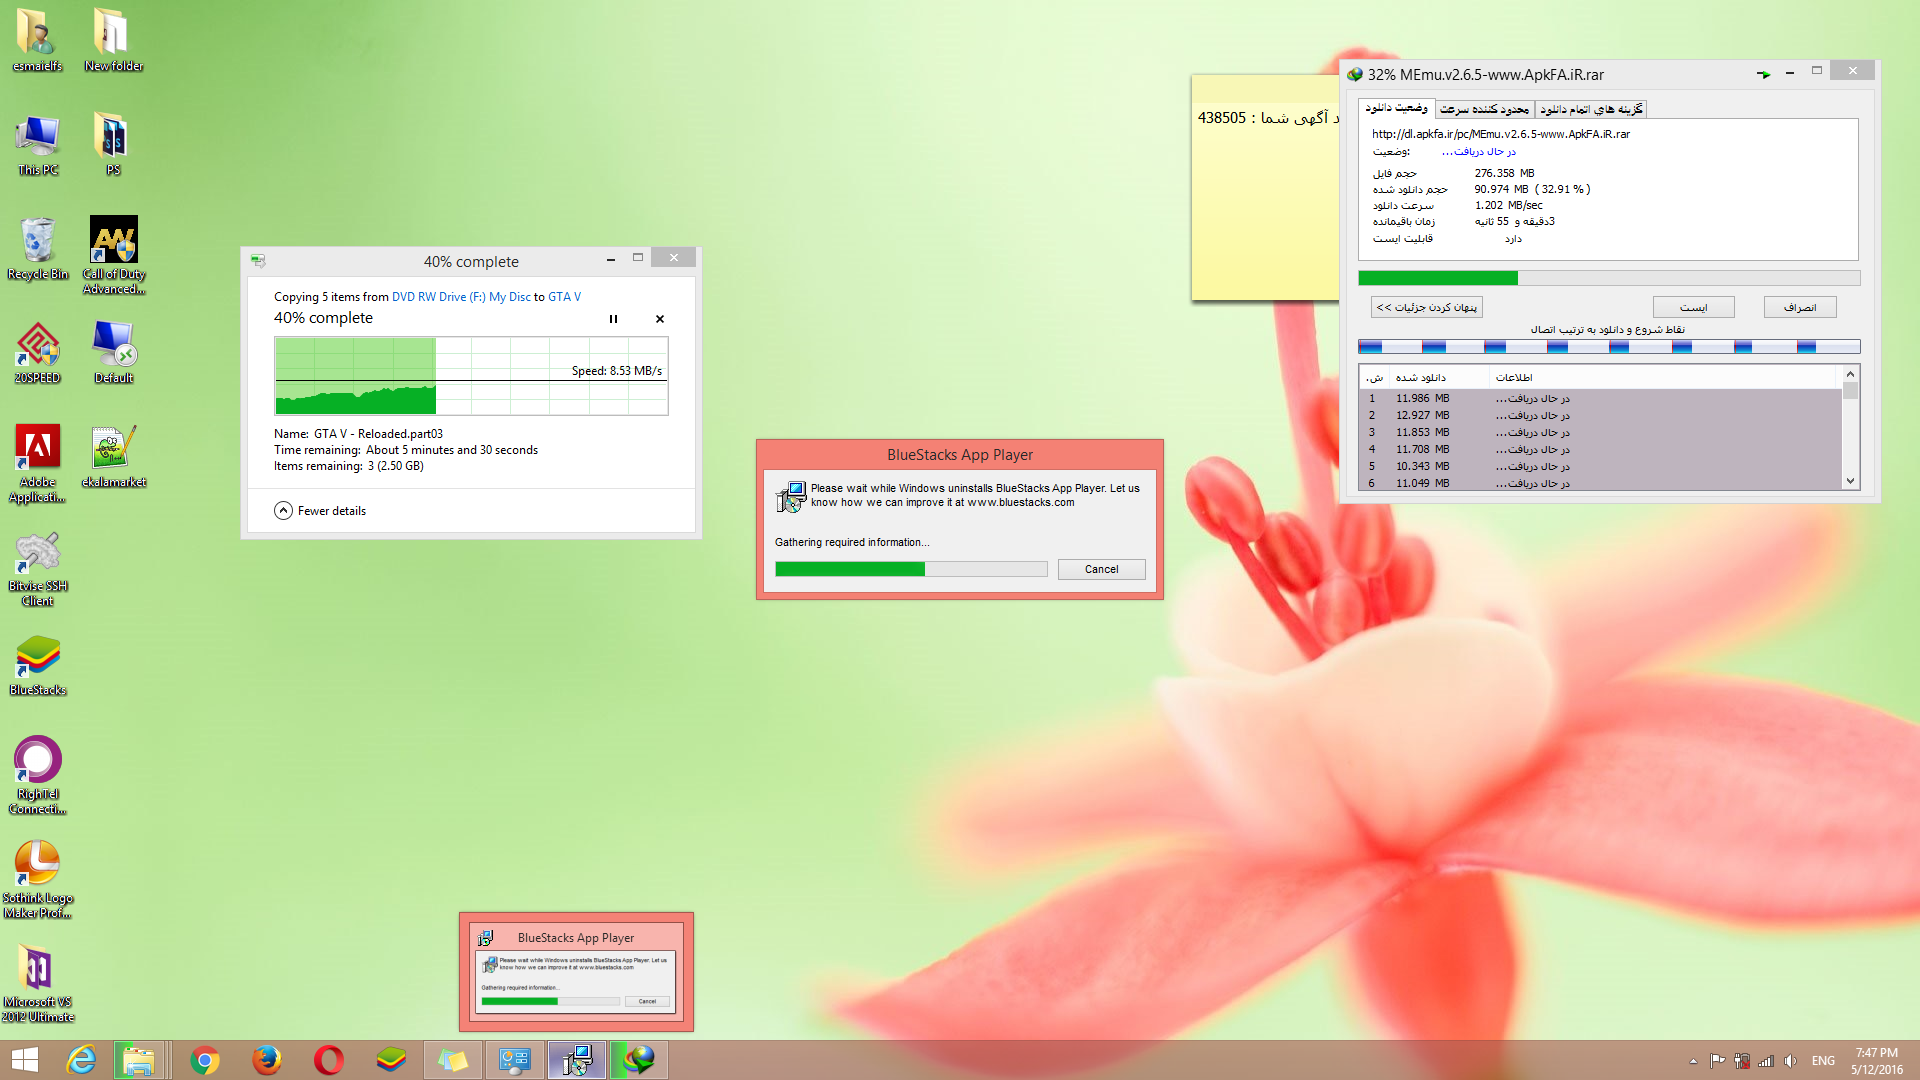 esmaielfs
New folder
This PC
PS
Recycle Bin
Call of Duty
Advanced...
20SPEED
Default
Adobe
Applicati...
ekalamarket
Bitvise SSH
Client
BlueStacks
RighTel
Connecti...
Sothink Logo
Maker Prof...
Microsoft VS
2012 Ultimate
40% complete
Copying 5 items from DVD RW Drive (F:) My Disc to GTA V
40% complete
Speed: 8.53 MB/s
Name: GTA V - Reloaded.part03
Time remaining: About 5 minutes and 30 seconds
Items remaining: 3 (2.50 GB)
Fewer details
BlueStacks App Player
Please wait while Windows uninstalls BlueStacks App Player. Let us
know how we can improve it at www.bluestacks.com
Gathering required information...
Cancel
د آگهی شما : 438505
32% MEmu.v2.6.5-www.ApkFA.iR.rar
وضعیت دانلود
محدود کننده سرعت
گزینه های اتمام دانلود
http://dl.apkfa.ir/pc/MEmu.v2.6.5-www.ApkFA.iR.rar
وضعیت: در حال دریافت...
حجم فایل 276.358 MB
حجم دانلود شده 90.974 MB ( 32.91 % )
سرعت دانلود 1.202 MB/sec
زمان باقیمانده 3دقیقه و 55 ثانیه
قابلیت ایست دارد
<< پنهان کردن جزئیات
ایست
انصراف
نقاط شروع و دانلود به ترتیب اتصال
ش. دانلود شده اطلاعات
1 11.986 MB در حال دریافت...
2 12.927 MB در حال دریافت...
3 11.853 MB در حال دریافت...
4 11.708 MB در حال دریافت...
5 10.343 MB در حال دریافت...
6 11.049 MB در حال دریافت...
BlueStacks App Player
Please wait while Windows uninstalls BlueStacks App Player. Let us
know how we can improve it at www.bluestacks.com
Gathering required information...
Cancel
ENG
7:47 PM
5/12/2016